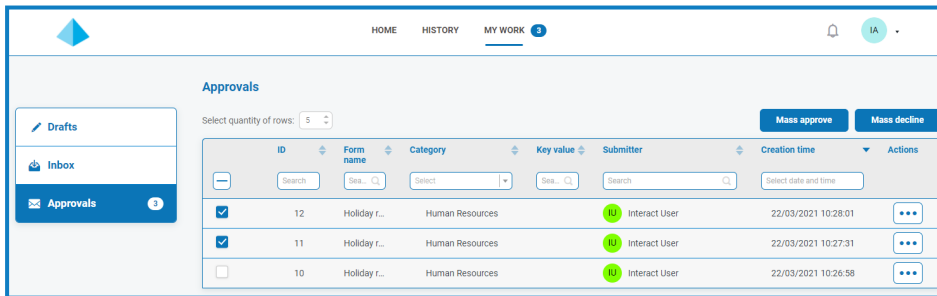 HOME HISTORY MY WORK 3 IA
Approvals
Select quantity of rows: 5 Mass approve Mass decline
Drafts
Inbox
Approvals 3
ID Form name Category Key value Submitter Creation time Actions
Search Sea... Select Sea... Search Select date and time
12 Holiday r... Human Resources IU Interact User 22/03/2021 10:28:01
11 Holiday r... Human Resources IU Interact User 22/03/2021 10:27:31
10 Holiday r... Human Resources IU Interact User 22/03/2021 10:26:58